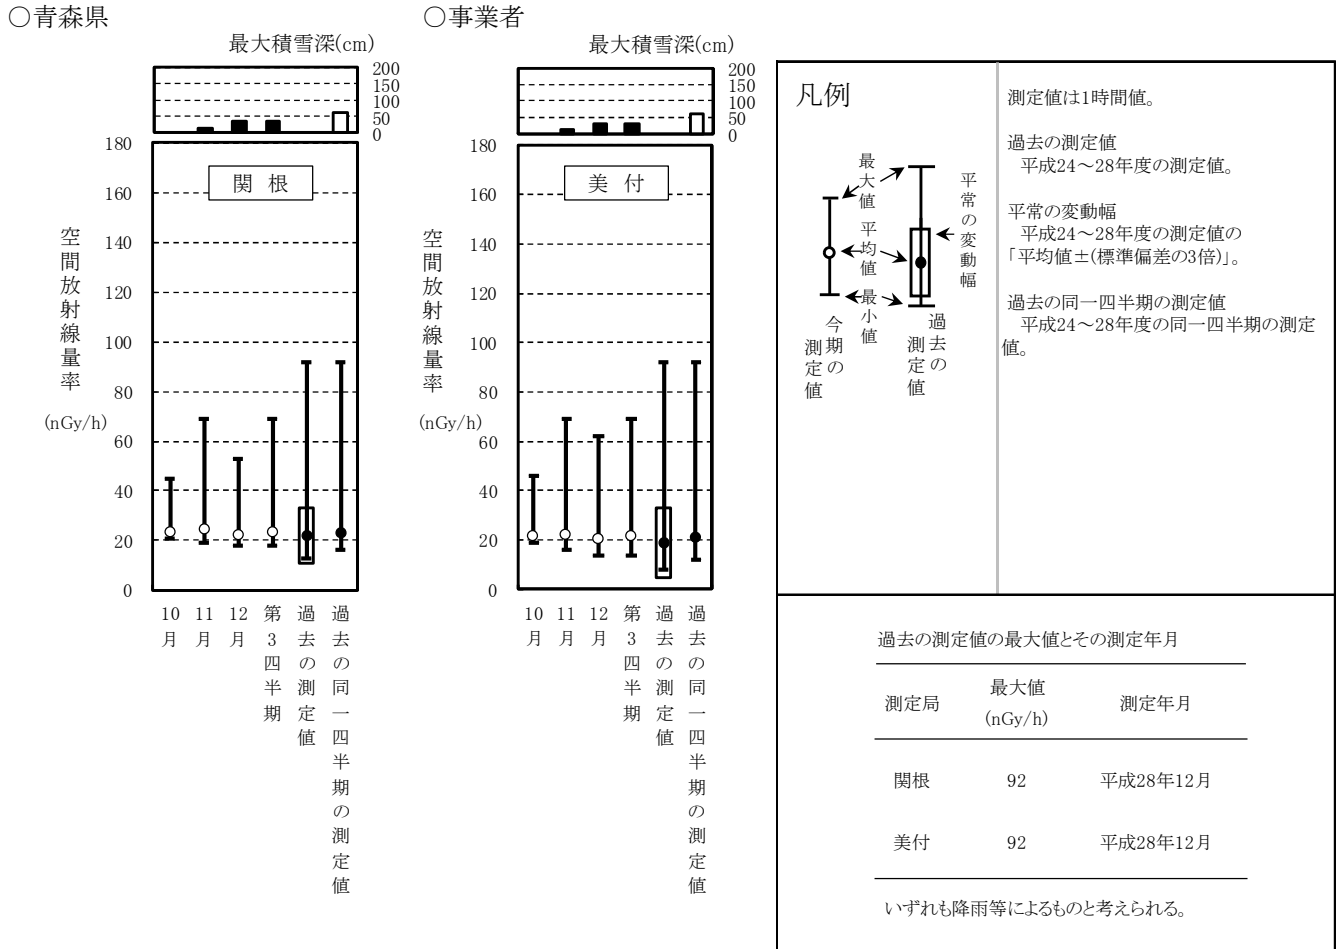 ○青森県
最大積雪深(cm)
200
150
100
50
0
関 根
空間放射線量率
(nGy/h)
180
160
140
120
100
80
60
40
20
0
10月
11月
12月
第3四半期
過去の測定値
過去の同一四半期の測定値
○事業者
最大積雪深(cm)
200
150
100
50
0
美 付
空間放射線量率
(nGy/h)
180
160
140
120
100
80
60
40
20
0
10月
11月
12月
第3四半期
過去の測定値
過去の同一四半期の測定値
凡例
最大値
平均値
最小値
平常の変動幅
今期の測定値
過去の測定値
測定値は1時間値。
過去の測定値
平成24～28年度の測定値。
平常の変動幅
平成24～28年度の測定値の
「平均値±(標準偏差の3倍)」。
過去の同一四半期の測定値
平成24～28年度の同一四半期の測定
値。
過去の測定値の最大値とその測定年月
測定局 最大値 (nGy/h) 測定年月
関根 92 平成28年12月
美付 92 平成28年12月
いずれも降雨等によるものと考えられる。